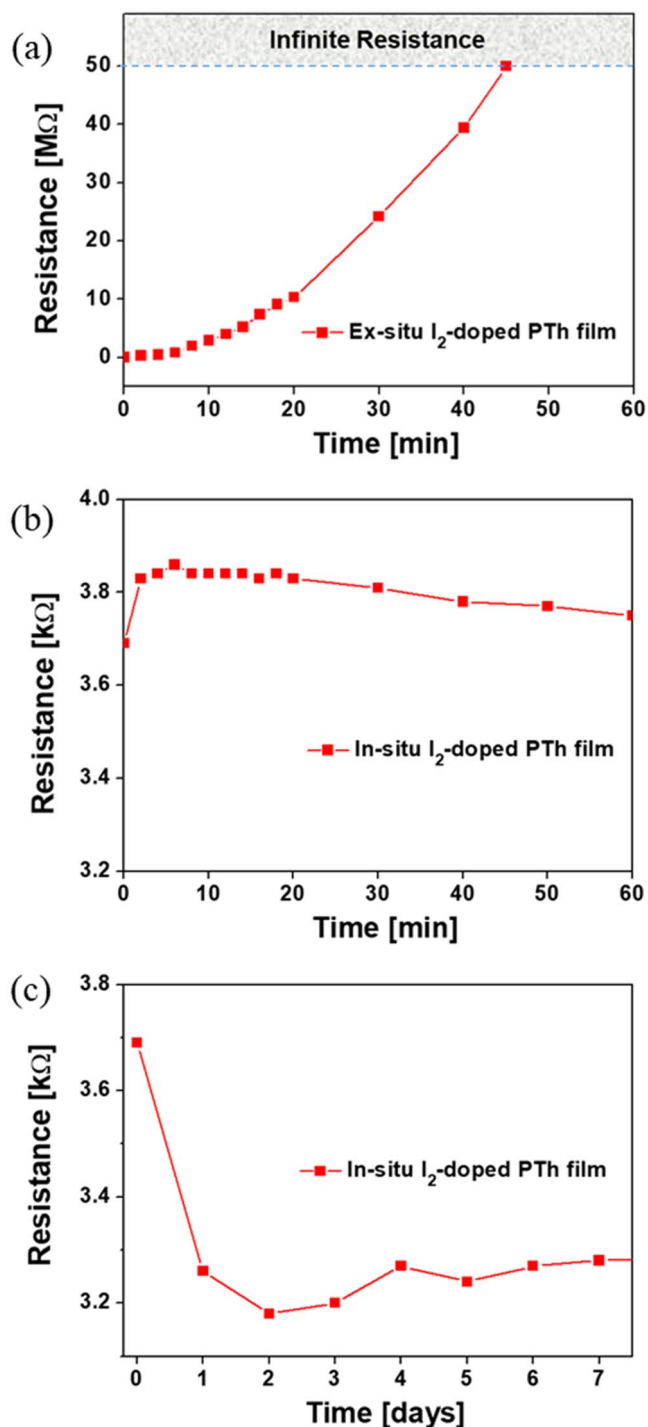 (a)
Infinite Resistance
50
40
30
20
10
0
Resistance [MΩ]
Ex-situ I₂-doped PTh film
0 10 20 30 40 50 60
Time [min]
(b)
4.0
3.8
3.6
3.4
3.2
Resistance [kΩ]
In-situ I₂-doped PTh film
0 10 20 30 40 50 60
Time [min]
(c)
3.8
3.6
3.4
3.2
Resistance [kΩ]
In-situ I₂-doped PTh film
0 1 2 3 4 5 6 7
Time [days]